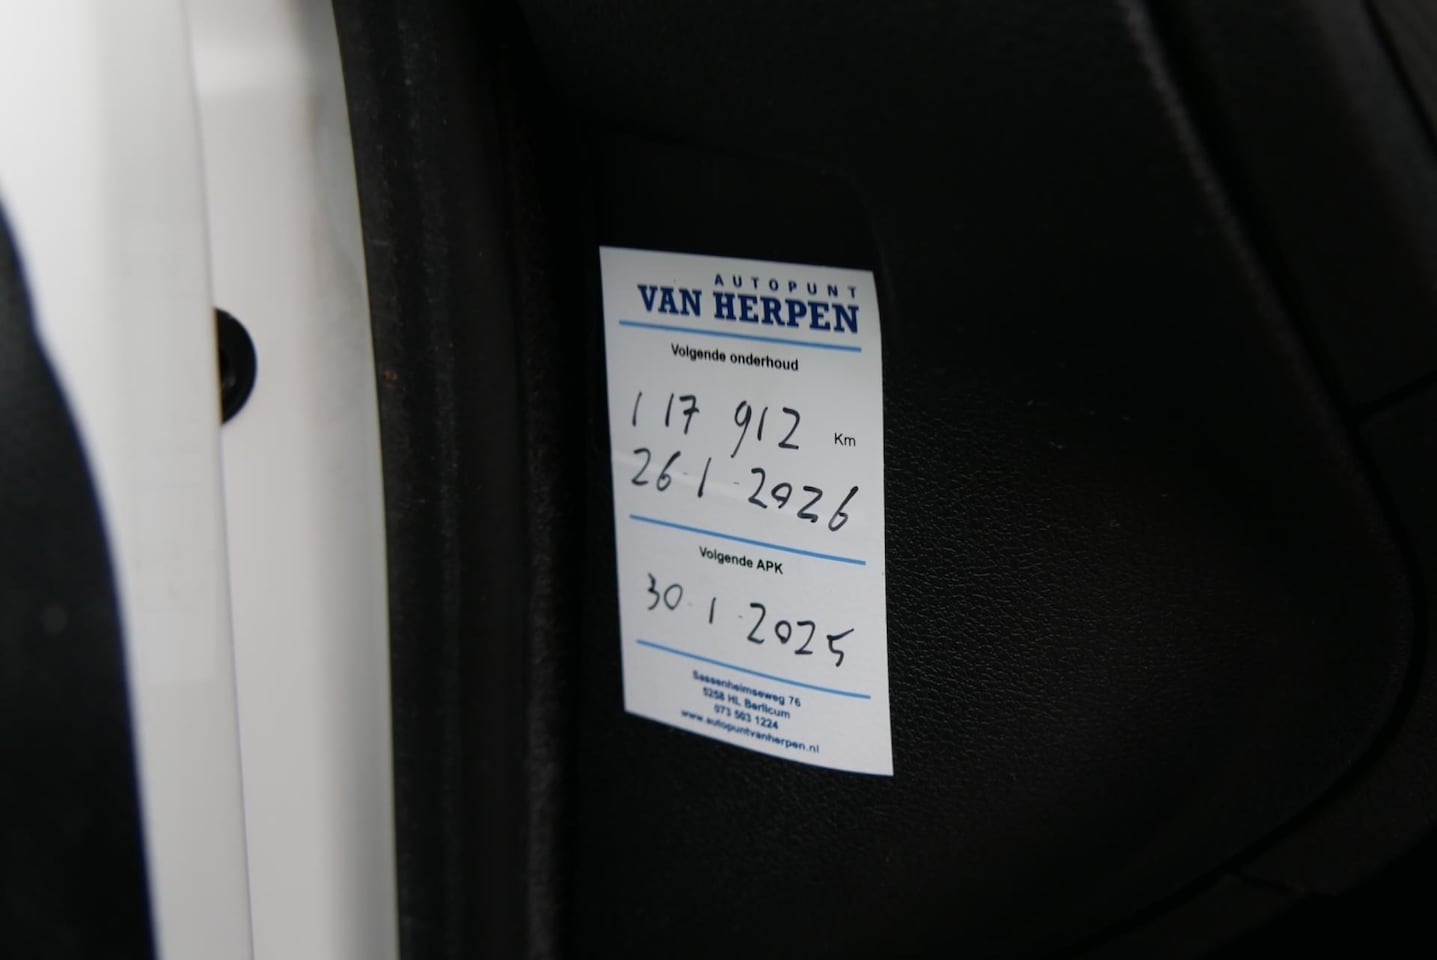 AUTOPUNT
VAN HERPEN
Volgende onderhoud
117 912 Km
26-1-2026
Volgende APK
30-1-2025
Sassenheimseweg 76
5258 HL Berlicum
073 503 1224
www.autopuntvanherpen.nl